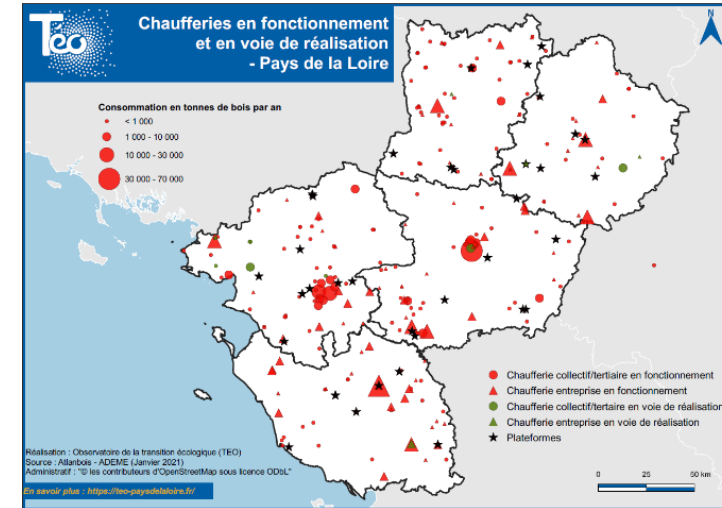 Teo
Chaufferies en fonctionnement
et en voie de réalisation
- Pays de la Loire
N
Consommation en tonnes de bois par an
< 1 000
1 000 - 10 000
10 000 - 30 000
30 000 - 70 000
Chaufferie collectif/tertiaire en fonctionnement
Chaufferie entreprise en fonctionnement
Chaufferie collectif/tertaire en voie de réalisation
Chaufferie entreprise en voie de réalisation
Plateformes
Réalisation : Observatoire de la transition écologique (TEO)
Source : Atlanbois - ADEME (Janvier 2021)
Administratif : "© les contributeurs d'OpenStreetMap sous licence ODbL"
En savoir plus : https://teo-paysdelaloire.fr/
0 25 50 km